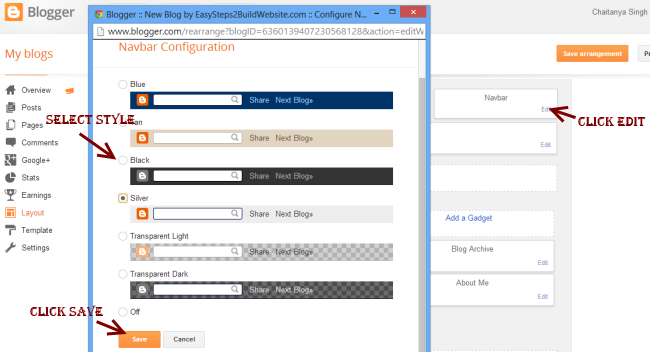 Blogger
Blogger :: New Blog by EasySteps2BuildWebsite.com :: Configure N...
www.blogger.com/rearrange?blogID=6360139407230568128&action=editW
Chaitanya Singh
My blogs
Navbar Configuration
Save arrangement
Overview
Posts
Pages
Comments
Google+
Stats
Earnings
Layout
Template
Settings
Blue
Share Next Blog»
Share Next Blog»
Black
Share Next Blog»
Silver
Share Next Blog»
Transparent Light
Share Next Blog»
Transparent Dark
Share Next Blog»
Off
Save Cancel
SELECT STYLE
CLICK SAVE
Navbar
Edit
CLICK EDIT
Edit
Add a Gadget
Blog Archive
Edit
About Me
Edit